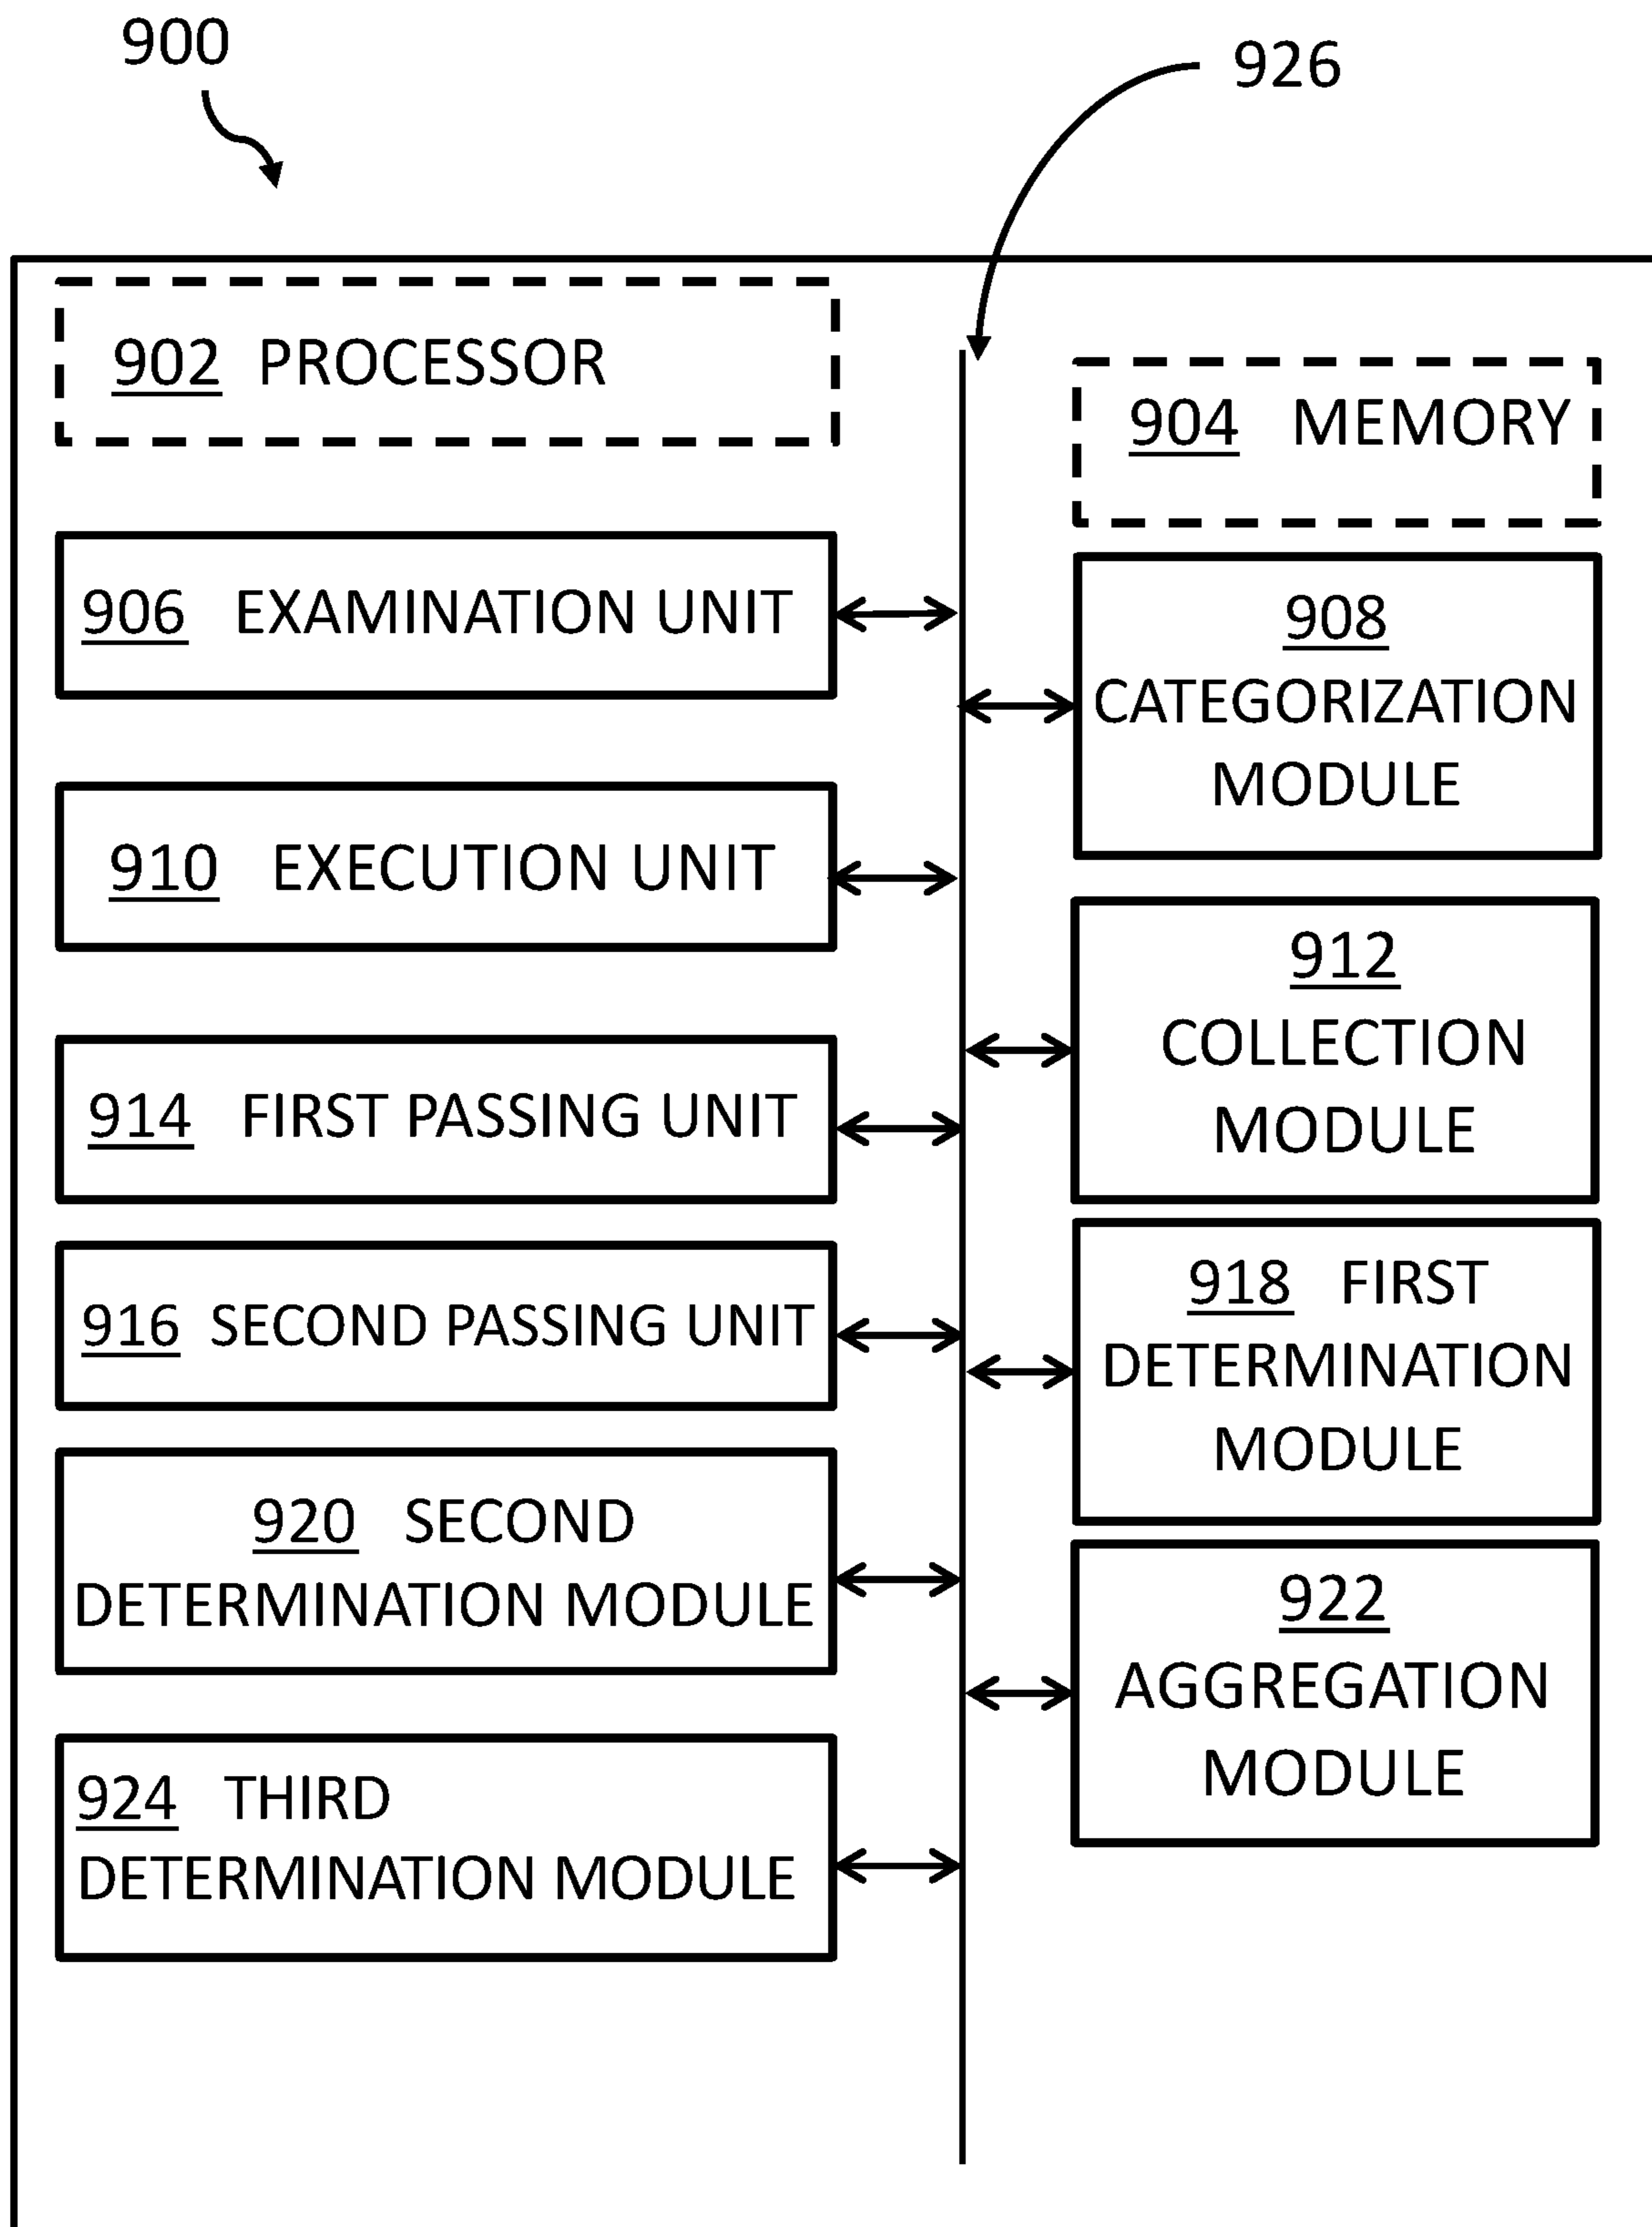 900
926
902 PROCESSOR
904 MEMORY
906 EXAMINATION UNIT
908
CATEGORIZATION
MODULE
910 EXECUTION UNIT
912
COLLECTION
MODULE
914 FIRST PASSING UNIT
916 SECOND PASSING UNIT
918 FIRST
DETERMINATION
MODULE
920 SECOND
DETERMINATION MODULE
922
AGGREGATION
MODULE
924 THIRD
DETERMINATION MODULE